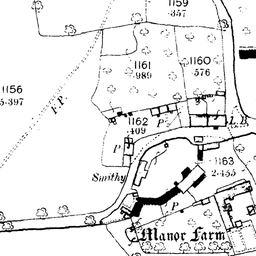 1159
.357
1161
.989
1160
.576
1156
5.397
F.P.
1162
.409
P
L.B.
P
1163
2.455
Smithy
P
Manor Farm